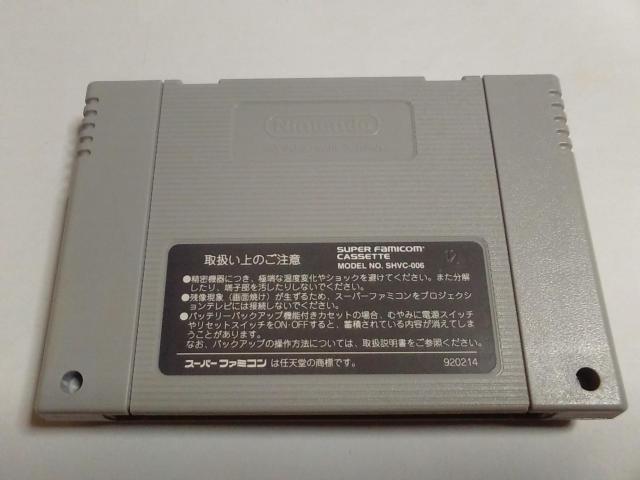 Nintendo
取扱い上のご注意
SUPER FAMICOM
CASSETTE
MODEL NO. SHVC-006
●精密機器につき、極端な温度変化やショックを避けてください。また分解
したり、端子部を汚したりしないでください。
●残像現象（画面焼け）が生ずるため、スーパーファミコンをプロジェクシ
ョンテレビには接続しないでください。
●バッテリーバックアップ機能付きカセットの場合、むやみに電源スイッチ
やリセットスイッチをON・OFFすると、蓄積されている内容が消えてしま
うことがあります。
なお、バックアップの操作方法については、取扱説明書をご参照ください。
スーパーファミコン は任天堂の商標です。
920214